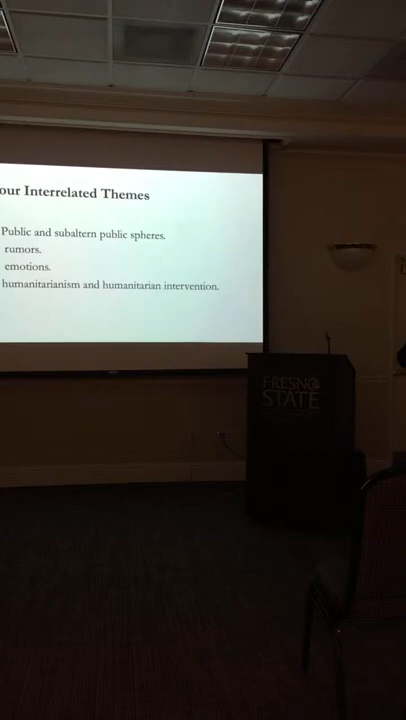 our Interrelated Themes
Public and subaltern public spheres.
rumors.
emotions.
humanitarianism and humanitarian intervention.
FRESNO
STATE